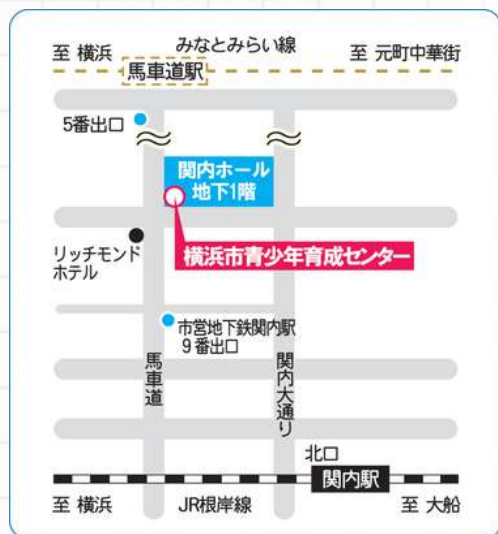 至 横浜
みなとみらい線
至 元町中華街
馬車道駅
5番出口
関内ホール
地下1階
横浜市青少年育成センター
リッチモンド
ホテル
市営地下鉄関内駅
9番出口
馬車道
関内大通り
北口
関内駅
至 横浜
JR根岸線
至 大船